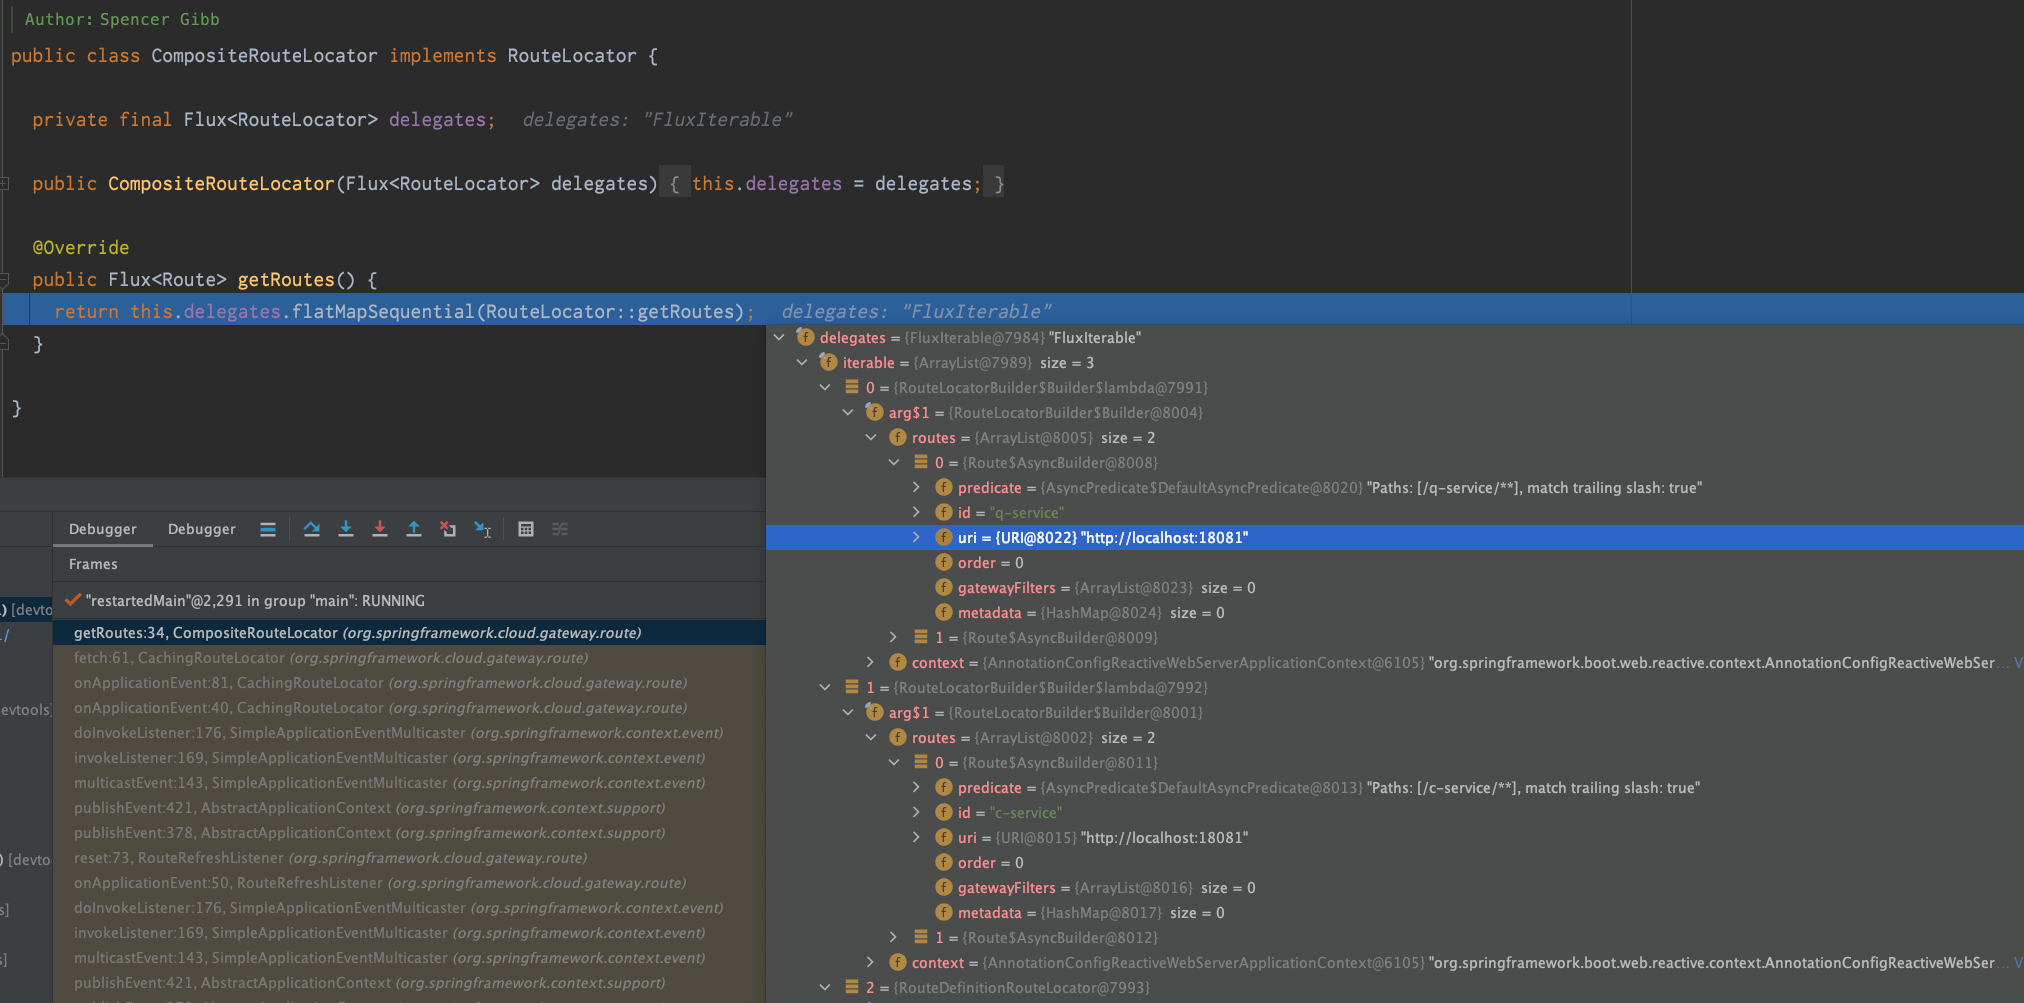 Author: Spencer Gibb
public class CompositeRouteLocator implements RouteLocator {
private final Flux<RouteLocator> delegates; delegates: "FluxIterable"
public CompositeRouteLocator(Flux<RouteLocator> delegates) { this.delegates = delegates; }
@Override
public Flux<Route> getRoutes() {
return this.delegates.flatMapSequential(RouteLocator::getRoutes); delegates: "FluxIterable"
}
}
delegates = {FluxIterable@7984} "FluxIterable"
iterable = {ArrayList@7989} size = 3
0 = {RouteLocatorBuilder$Builder$lambda@7991}
arg$1 = {RouteLocatorBuilder$Builder@8004}
routes = {ArrayList@8005} size = 2
0 = {Route$AsyncBuilder@8008}
predicate = {AsyncPredicate$DefaultAsyncPredicate@8020} "Paths: [/q-service/**], match trailing slash: true"
id = "q-service"
uri = {URI@8022} "http://localhost:18081"
order = 0
gatewayFilters = {ArrayList@8023} size = 0
metadata = {HashMap@8024} size = 0
1 = {Route$AsyncBuilder@8009}
context = {AnnotationConfigReactiveWebServerApplicationContext@6105} "org.springframework.boot.web.reactive.context.AnnotationConfigReactiveWebSer... V
1 = {RouteLocatorBuilder$Builder$lambda@7992}
arg$1 = {RouteLocatorBuilder$Builder@8001}
routes = {ArrayList@8002} size = 2
0 = {Route$AsyncBuilder@8011}
predicate = {AsyncPredicate$DefaultAsyncPredicate@8013} "Paths: [/c-service/**], match trailing slash: true"
id = "c-service"
uri = {URI@8015} "http://localhost:18081"
order = 0
gatewayFilters = {ArrayList@8016} size = 0
metadata = {HashMap@8017} size = 0
1 = {Route$AsyncBuilder@8012}
context = {AnnotationConfigReactiveWebServerApplicationContext@6105} "org.springframework.boot.web.reactive.context.AnnotationConfigReactiveWebSer... V
2 = {RouteDefinitionRouteLocator@7993}
Debugger Debugger
Frames
"restartedMain"@2,291 in group "main": RUNNING
getRoutes:34, CompositeRouteLocator (org.springframework.cloud.gateway.route)
fetch:61, CachingRouteLocator (org.springframework.cloud.gateway.route)
onApplicationEvent:81, CachingRouteLocator (org.springframework.cloud.gateway.route)
onApplicationEvent:40, CachingRouteLocator (org.springframework.cloud.gateway.route)
doInvokeListener:176, SimpleApplicationEventMulticaster (org.springframework.context.event)
invokeListener:169, SimpleApplicationEventMulticaster (org.springframework.context.event)
multicastEvent:143, SimpleApplicationEventMulticaster (org.springframework.context.event)
publishEvent:421, AbstractApplicationContext (org.springframework.context.support)
publishEvent:378, AbstractApplicationContext (org.springframework.context.support)
reset:73, RouteRefreshListener (org.springframework.cloud.gateway.route)
onApplicationEvent:50, RouteRefreshListener (org.springframework.cloud.gateway.route)
doInvokeListener:176, SimpleApplicationEventMulticaster (org.springframework.context.event)
invokeListener:169, SimpleApplicationEventMulticaster (org.springframework.context.event)
multicastEvent:143, SimpleApplicationEventMulticaster (org.springframework.context.event)
publishEvent:421, AbstractApplicationContext (org.springframework.context.support)
) [devto
/
evtools]
) [devto
s]
s]